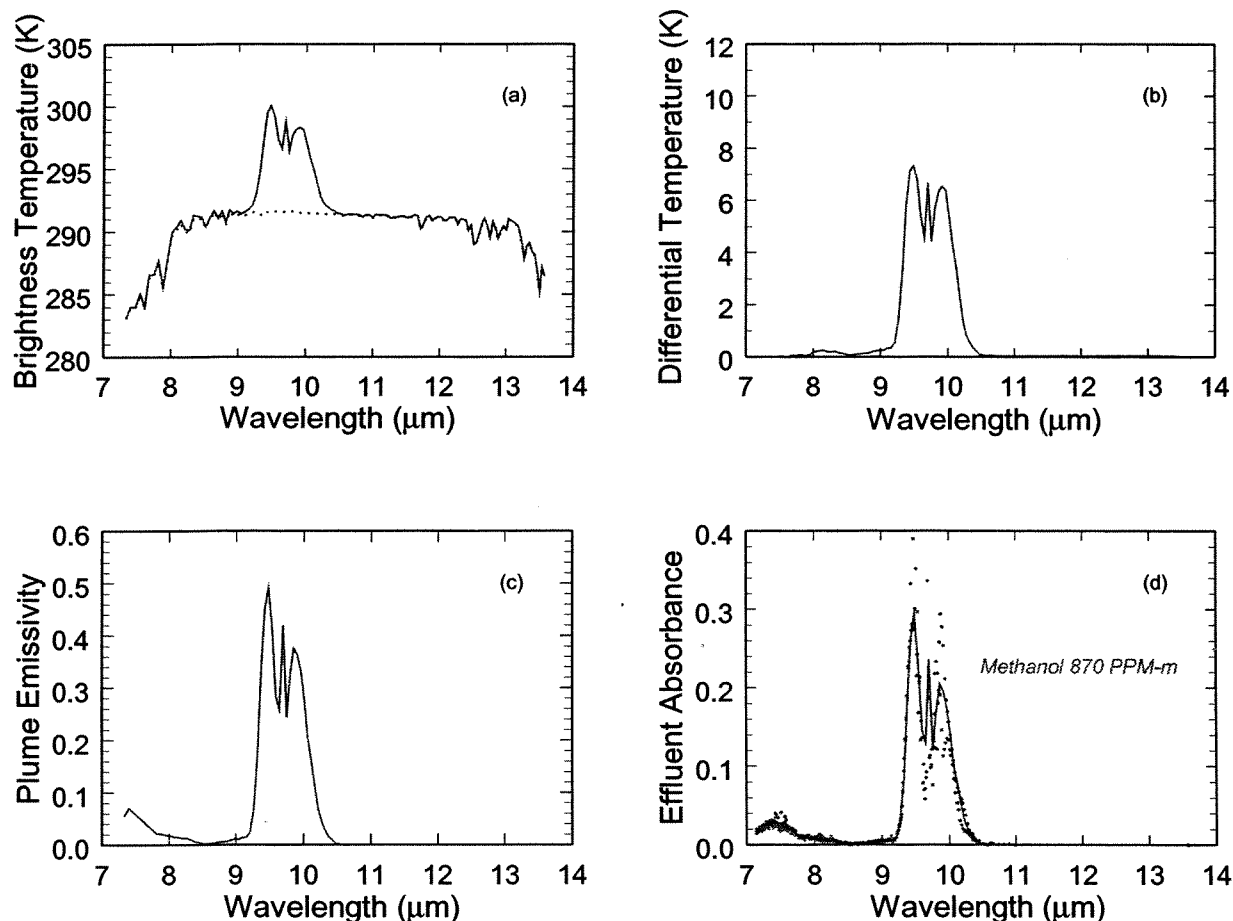 Brightness Temperature (K)
305
300
295
290
285
280
(a)
7 8 9 10 11 12 13 14
Wavelength (μm)
Differential Temperature (K)
12
10
8
6
4
2
0
(b)
7 8 9 10 11 12 13 14
Wavelength (μm)
Plume Emissivity
0.6
0.5
0.4
0.3
0.2
0.1
0.0
(c)
7 8 9 10 11 12 13 14
Wavelength (μm)
Effluent Absorbance
0.4
0.3
0.2
0.1
0.0
(d)
Methanol 870 PPM-m
7 8 9 10 11 12 13 14
Wavelength (μm)